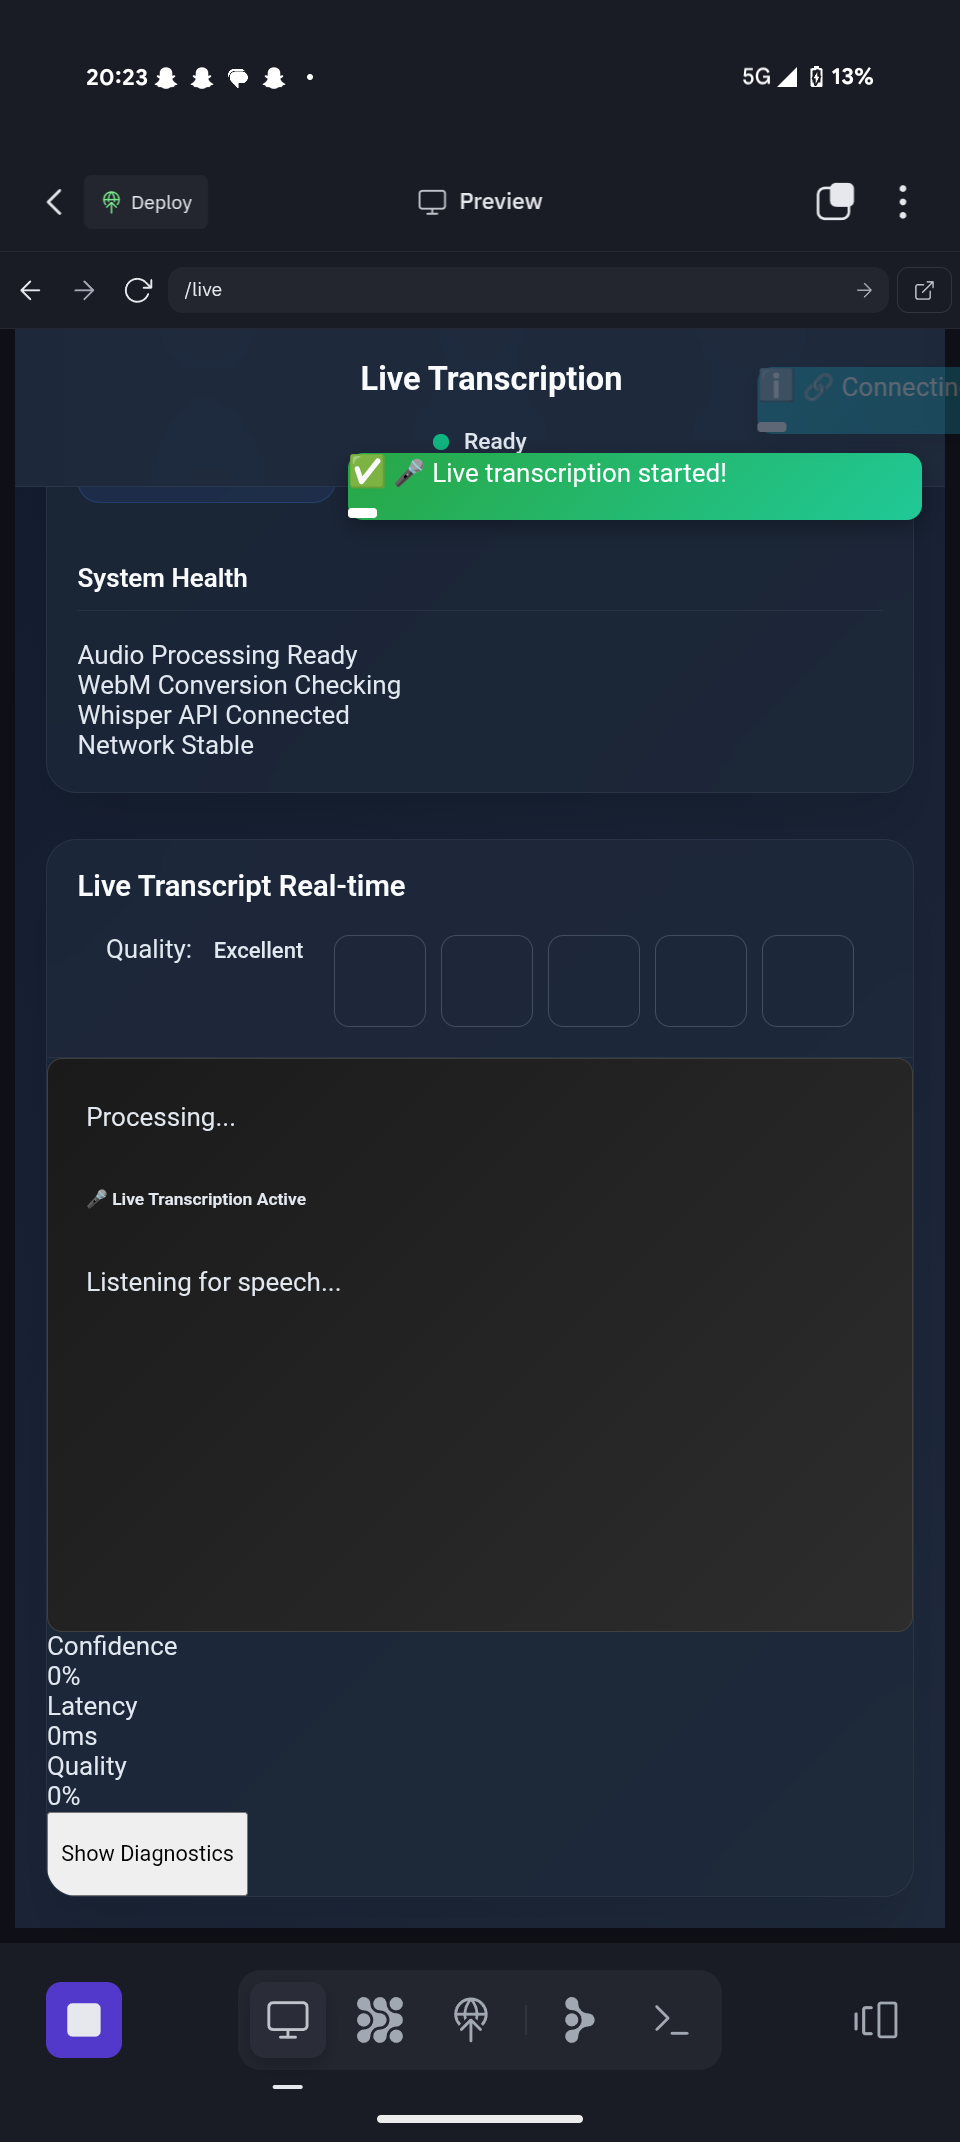 20:23
5G 13%
Deploy
Preview
/live
Live Transcription
Ready
🔗 Connectin
✅ 🎤 Live transcription started!
System Health
Audio Processing Ready
WebM Conversion Checking
Whisper API Connected
Network Stable
Live Transcript Real-time
Quality: Excellent
Processing...
🎤 Live Transcription Active
Listening for speech...
Confidence
0%
Latency
0ms
Quality
0%
Show Diagnostics